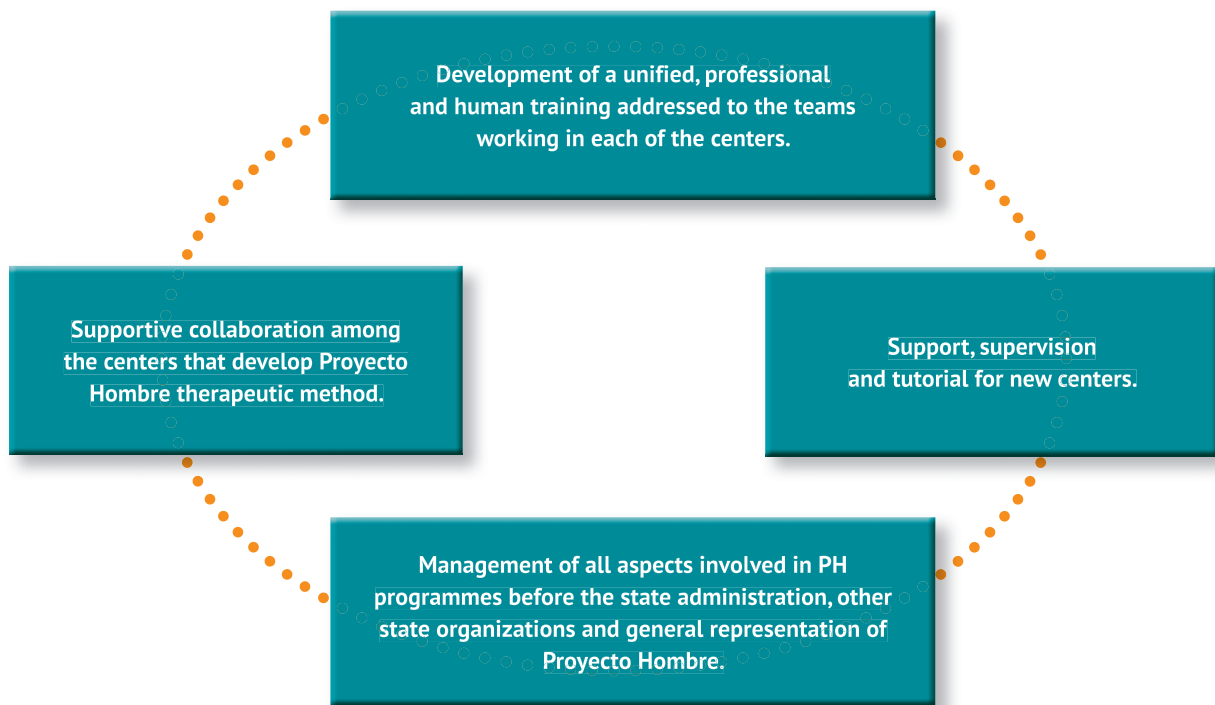 Development of a unified, professional
and human training addressed to the teams
working in each of the centers.
Supportive collaboration among
the centers that develop Proyecto
Hombre therapeutic method.
Support, supervision
and tutorial for new centers.
Management of all aspects involved in PH
programmes before the state administration, other
state organizations and general representation of
Proyecto Hombre.